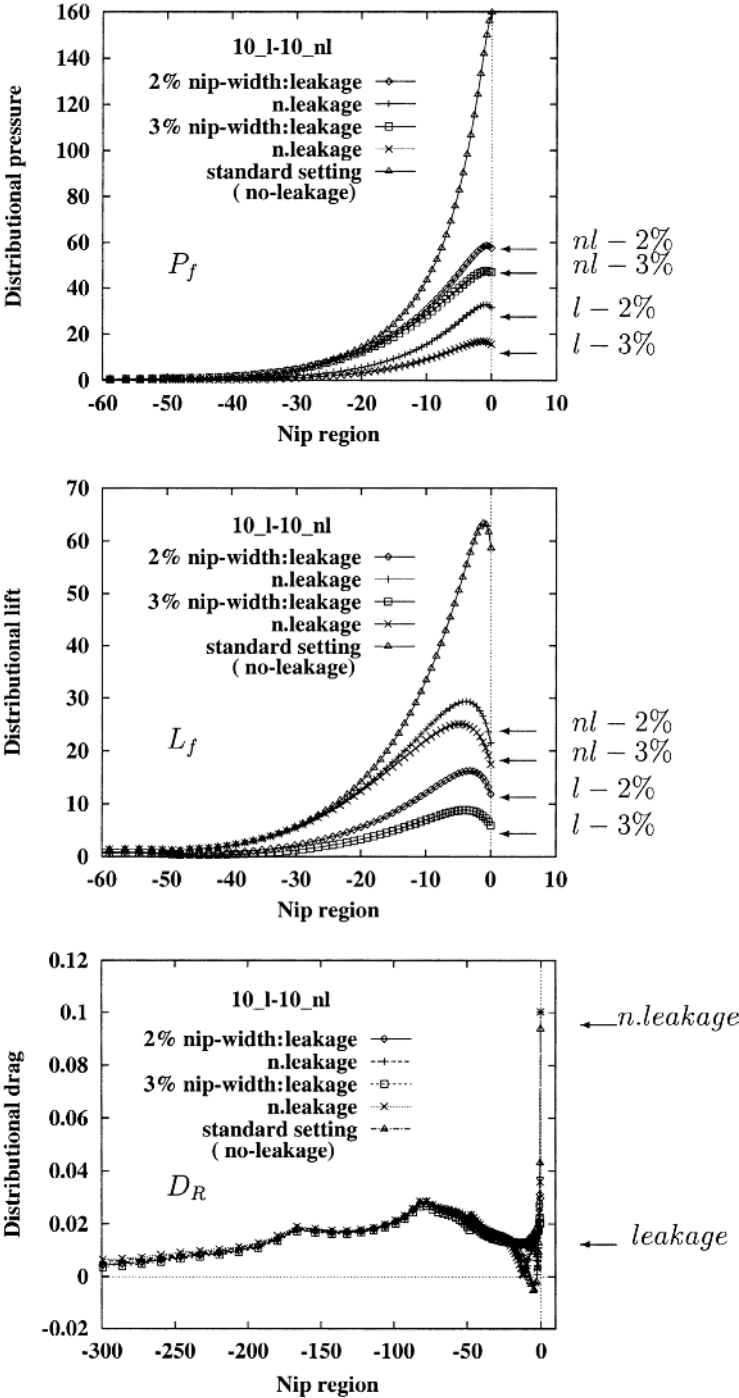 160
140
120
100
80
60
40
20
0
Distributional pressure
10_l-10_nl
2% nip-width:leakage
n.leakage
3% nip-width:leakage
n.leakage
standard setting
( no-leakage)
P_f
nl − 2%
nl − 3%
l − 2%
l − 3%
-60 -50 -40 -30 -20 -10 0 10
Nip region
70
60
50
40
30
20
10
0
Distributional lift
10_l-10_nl
2% nip-width:leakage
n.leakage
3% nip-width:leakage
n.leakage
standard setting
( no-leakage)
L_f
nl − 2%
nl − 3%
l − 2%
l − 3%
-60 -50 -40 -30 -20 -10 0 10
Nip region
0.12
0.1
0.08
0.06
0.04
0.02
0
-0.02
Distributional drag
10_l-10_nl
2% nip-width:leakage
n.leakage
3% nip-width:leakage
n.leakage
standard setting
( no-leakage)
D_R
n.leakage
leakage
-300 -250 -200 -150 -100 -50 0
Nip region